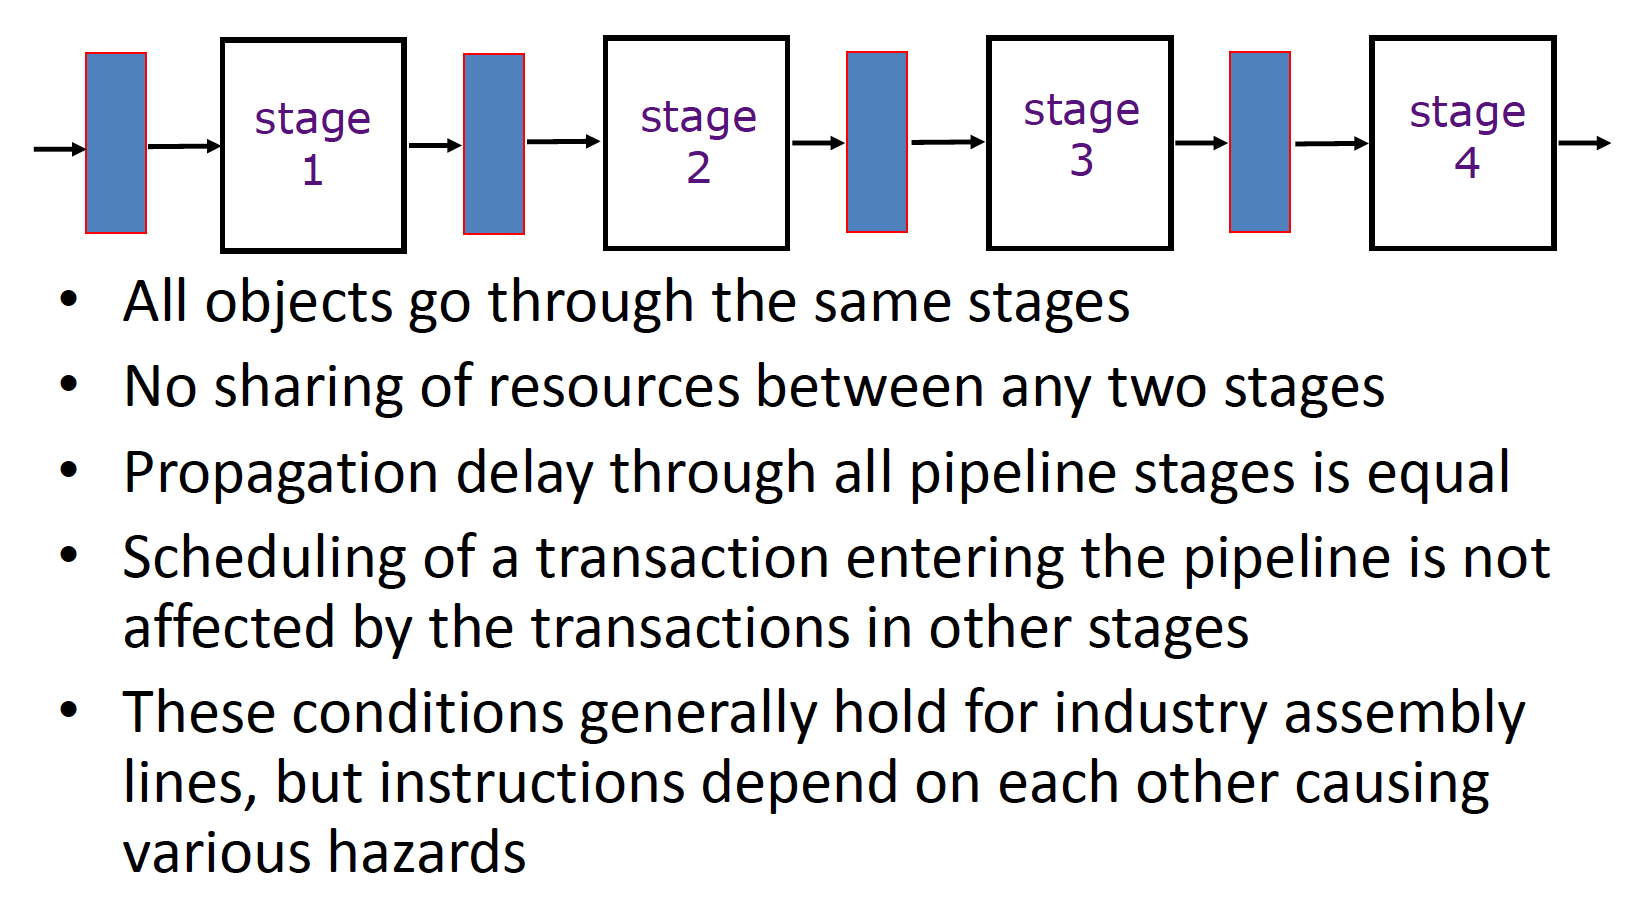 stage
1
stage
2
stage
3
stage
4
• All objects go through the same stages
• No sharing of resources between any two stages
• Propagation delay through all pipeline stages is equal
• Scheduling of a transaction entering the pipeline is not
affected by the transactions in other stages
• These conditions generally hold for industry assembly
lines, but instructions depend on each other causing
various hazards